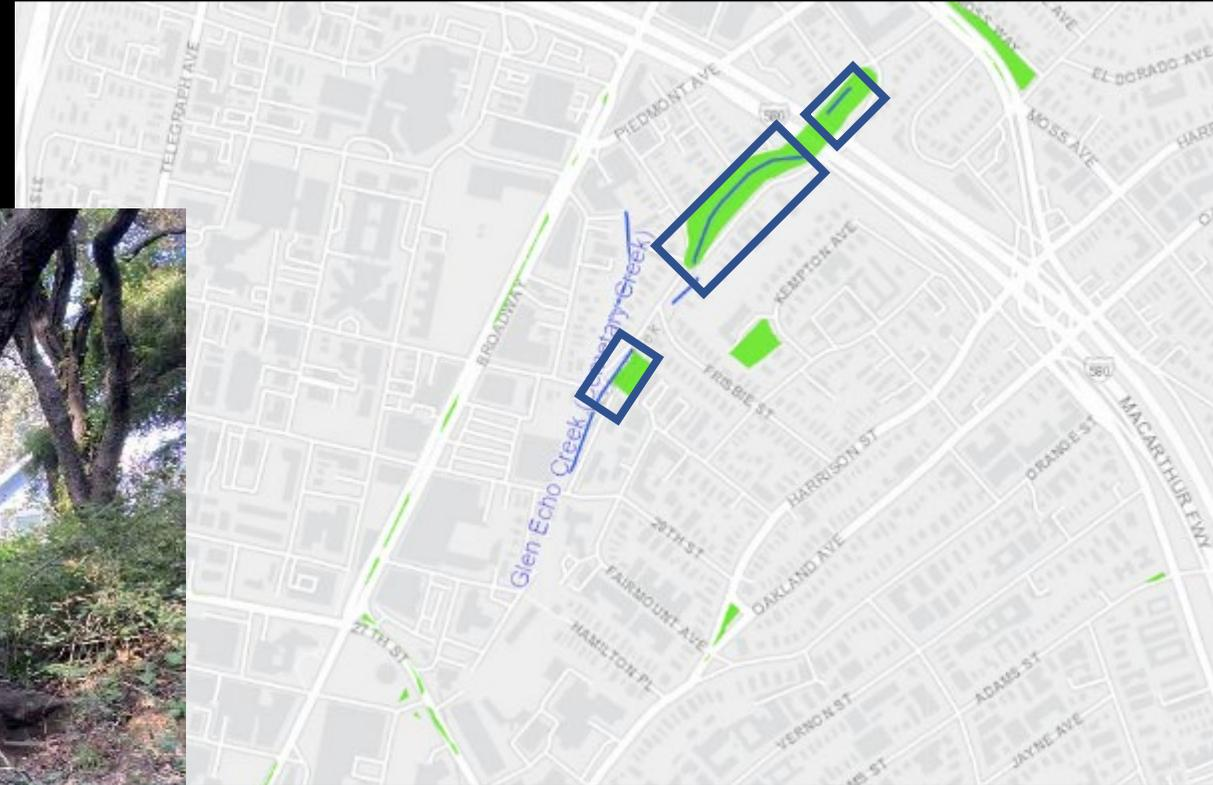 TELEGRAPH AVE
PIEDMONT AVE
580
EL DORADO AVE
MOSS AVE
BROADWAY
KEMPTON AVE
FRISBIE ST
HARRISON ST
ORANGE ST
580
MACARTHUR FWY
Glen Echo Creek (Cemetary Creek)
29TH ST
OAKLAND AVE
FAIRMOUNT AVE
27TH ST
HAMILTON PL
ADAMS ST
VERNON ST
JAYNE AVE